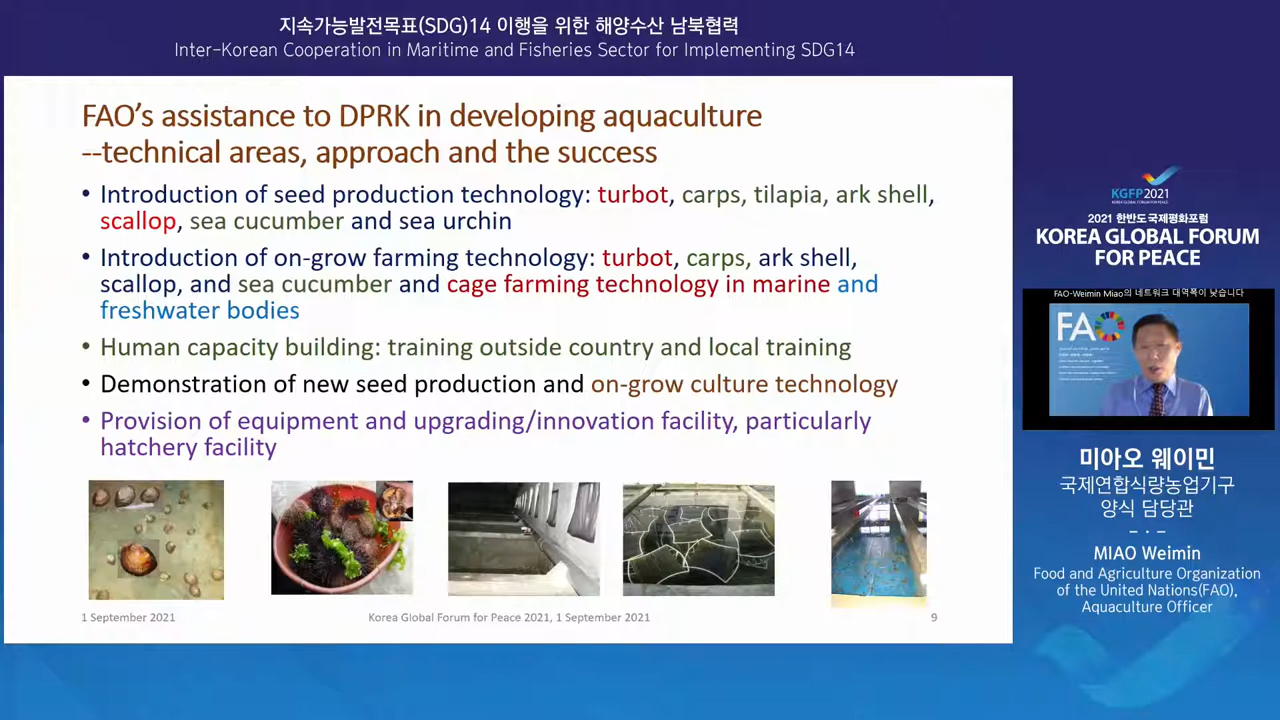 지속가능발전목표(SDG)14 이행을 위한 해양수산 남북협력
Inter-Korean Cooperation in Maritime and Fisheries Sector for Implementing SDG14
FAO's assistance to DPRK in developing aquaculture
--technical areas, approach and the success
• Introduction of seed production technology: turbot, carps, tilapia, ark shell,
scallop, sea cucumber and sea urchin
• Introduction of on-grow farming technology: turbot, carps, ark shell,
scallop, and sea cucumber and cage farming technology in marine and
freshwater bodies
• Human capacity building: training outside country and local training
• Demonstration of new seed production and on-grow culture technology
• Provision of equipment and upgrading/innovation facility, particularly
hatchery facility
1 September 2021
Korea Global Forum for Peace 2021, 1 September 2021
9
KGFP2021
KOREA GLOBAL FORUM FOR PEACE
2021 한반도국제평화포럼
KOREA GLOBAL FORUM
FOR PEACE
FAO-Weimin Miao의 네트워크 대역폭이 낮습니다
FAO
미아오 웨이민
국제연합식량농업기구
양식 담당관
MIAO Weimin
Food and Agriculture Organization
of the United Nations(FAO),
Aquaculture Officer